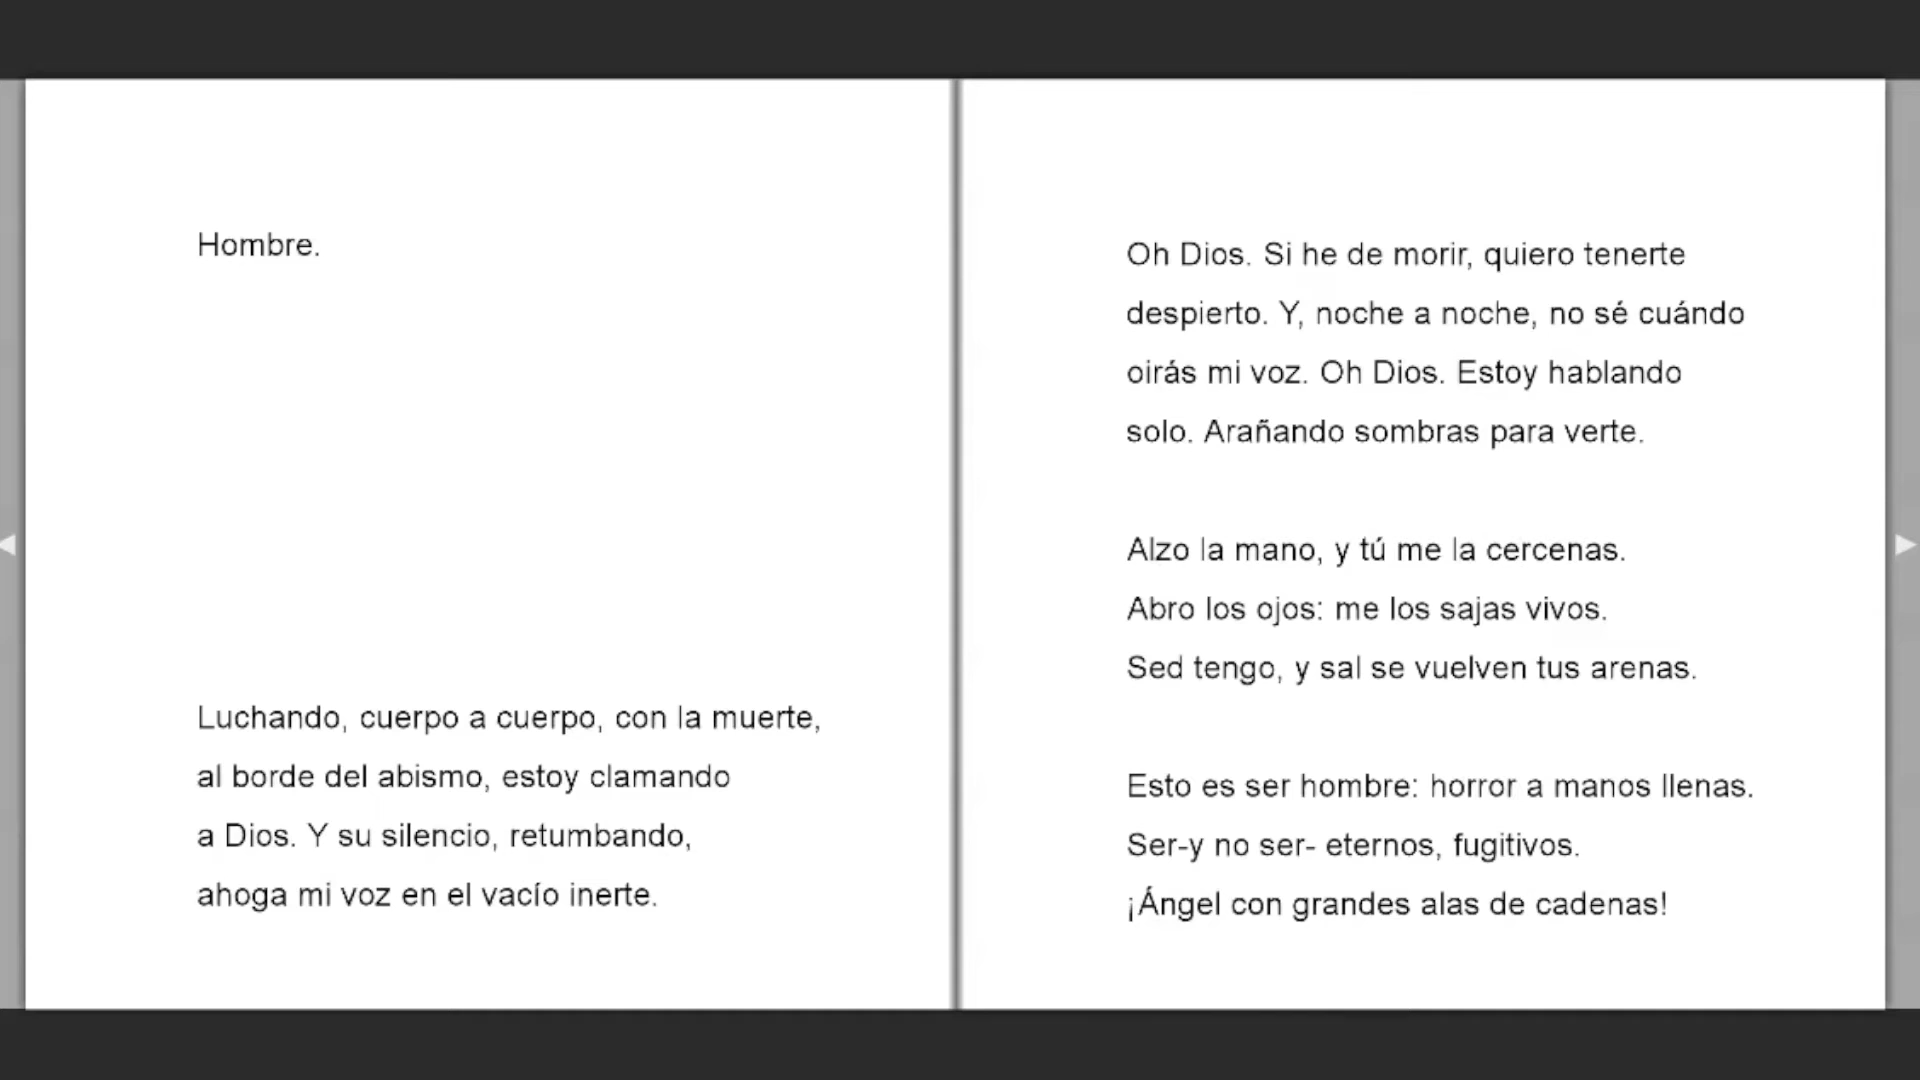 Hombre.
Luchando, cuerpo a cuerpo, con la muerte,
al borde del abismo, estoy clamando
a Dios. Y su silencio, retumbando,
ahoga mi voz en el vacío inerte.
Oh Dios. Si he de morir, quiero tenerte
despierto. Y, noche a noche, no sé cuándo
oirás mi voz. Oh Dios. Estoy hablando
solo. Arañando sombras para verte.
Alzo la mano, y tú me la cercenas.
Abro los ojos: me los sajas vivos.
Sed tengo, y sal se vuelven tus arenas.
Esto es ser hombre: horror a manos llenas.
Ser-y no ser- eternos, fugitivos.
¡Ángel con grandes alas de cadenas!